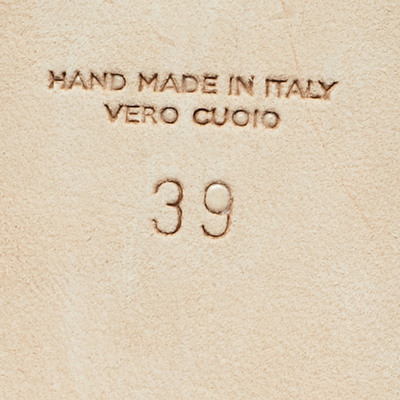 HAND MADE IN ITALY
VERO CUOIO
39